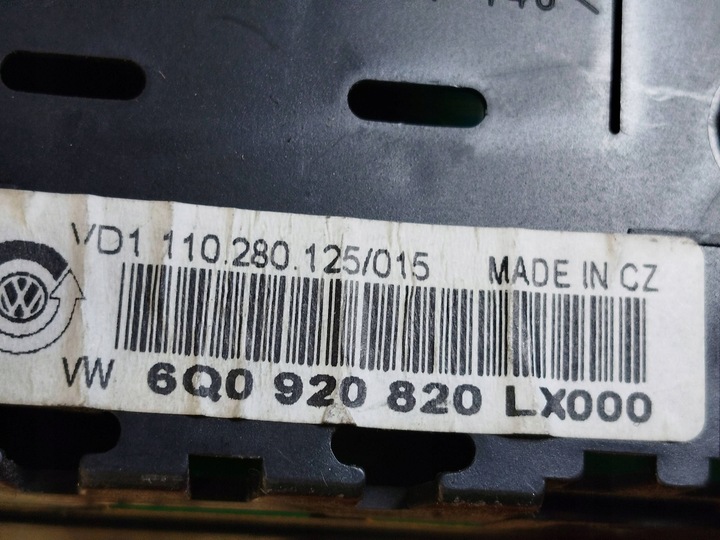 VD1 110.280.125/015 MADE IN CZ
VW 6Q0 920 820 LX000